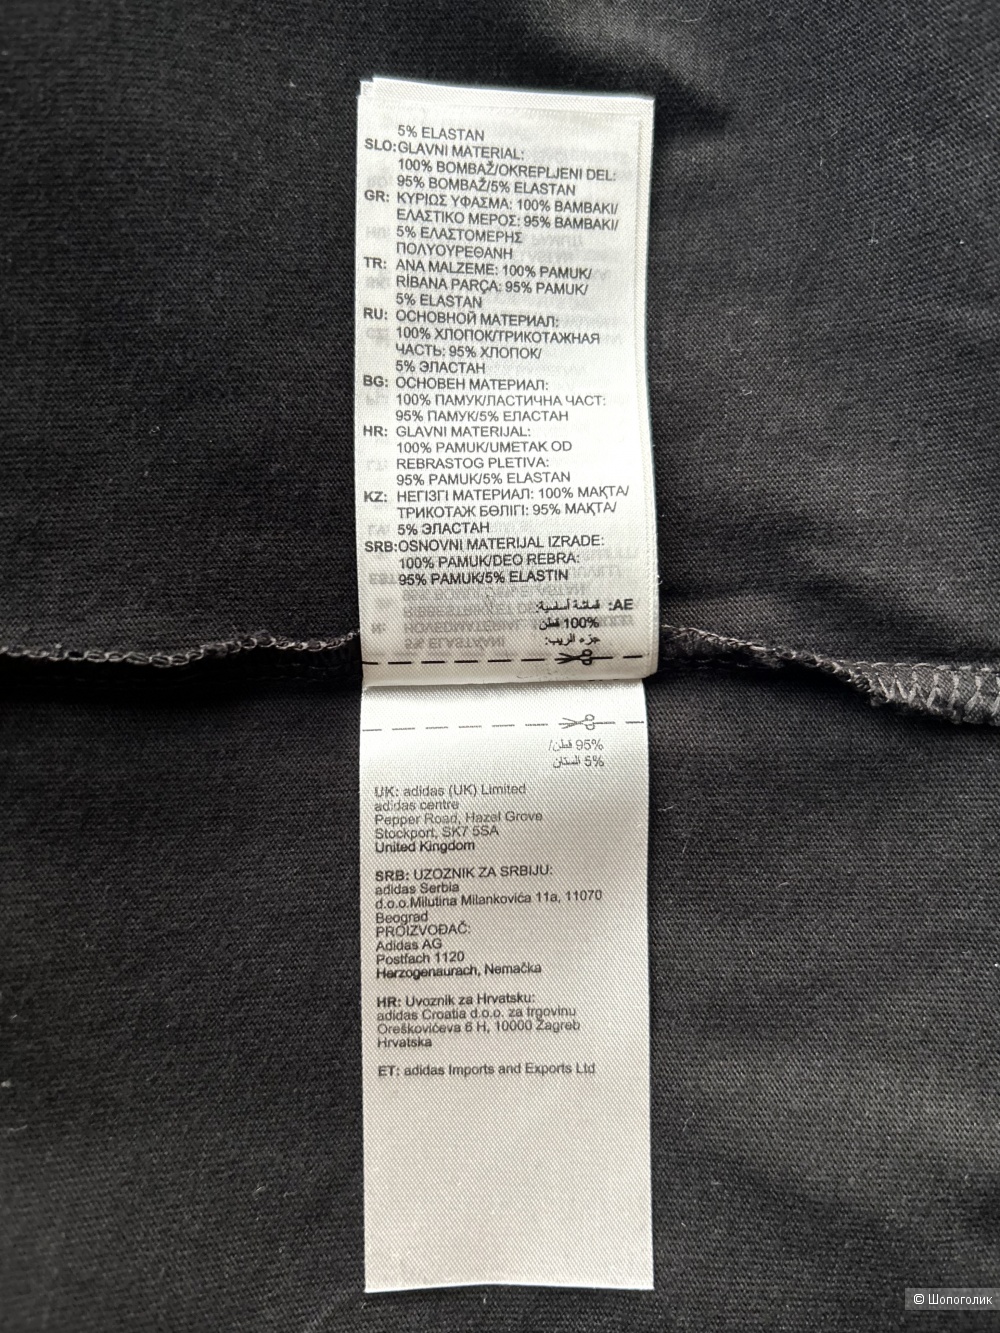 5% ELASTAN
SLO: GLAVNI MATERIAL:
100% BOMBAŽ/OKREPLJENI DEL:
95% BOMBAŽ/5% ELASTAN
GR: ΚΥΡΙΩΣ ΥΦΑΣΜΑ: 100% ΒΑΜΒΑΚΙ/
ΕΛΑΣΤΙΚΟ ΜΕΡΟΣ: 95% ΒΑΜΒΑΚΙ/
5% ΕΛΑΣΤΟΜΕΡΗΣ
ΠΟΛΥΟΥΡΕΘΑΝΗ
TR: ANA MALZEME: 100% PAMUK/
RİBANA PARÇA: 95% PAMUK/
5% ELASTAN
RU: ОСНОВНОЙ МАТЕРИАЛ:
100% ХЛОПОК/ТРИКОТАЖНАЯ
ЧАСТЬ: 95% ХЛОПОК/
5% ЭЛАСТАН
BG: ОСНОВЕН МАТЕРИАЛ:
100% ПАМУК/ЛАСТИЧНА ЧАСТ:
95% ПАМУК/5% ЕЛАСТАН
HR: GLAVNI MATERIJAL:
100% PAMUK/UMETAK OD
REBRASTOG PLETIVA:
95% PAMUK/5% ELASTAN
KZ: НЕГІЗГІ МАТЕРИАЛ: 100% МАҚТА/
ТРИКОТАЖ БӨЛІГІ: 95% МАҚТА/
5% ЭЛАСТАН
SRB: OSNOVNI MATERIJAL IZRADE:
100% PAMUK/DEO REBRA:
95% PAMUK/5% ELASTIN
AE: قماشة أساسية:
100% قطن
جزء الريب:
95% قطن/
5% الستان
UK: adidas (UK) Limited
adidas centre
Pepper Road, Hazel Grove
Stockport, SK7 5SA
United Kingdom
SRB: UZOZNIK ZA SRBIJU:
adidas Serbia
d.o.o.Milutina Milankovića 11a, 11070
Beograd
PROIZVOĐAČ:
Adidas AG
Postfach 1120
Herzogenaurach, Nemačka
HR: Uvoznik za Hrvatsku:
adidas Croatia d.o.o. za trgovinu
Oreškovićeva 6 H, 10000 Zagreb
Hrvatska
ET: adidas Imports and Exports Ltd
© Шопоголик